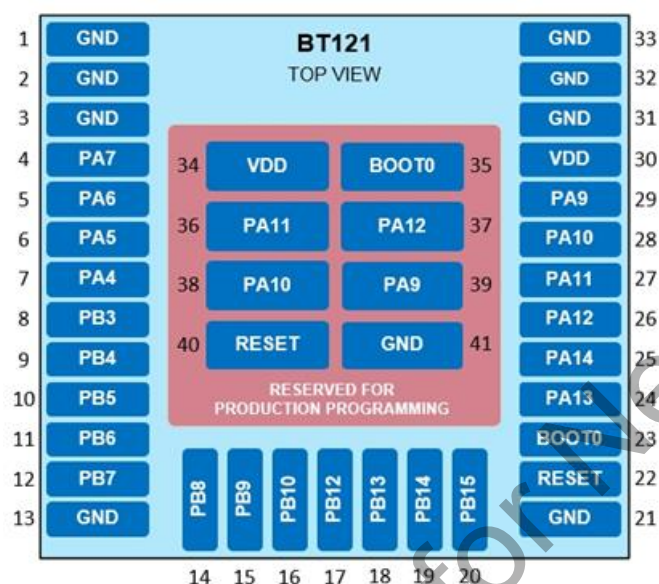 BT121
TOP VIEW
1 GND GND 33
2 GND GND 32
3 GND GND 31
4 PA7 VDD 30
34 VDD BOOT0 35
5 PA6 PA9 29
36 PA11 PA12 37
6 PA5 PA10 28
7 PA4 PA11 27
38 PA10 PA9 39
8 PB3 PA12 26
40 RESET GND 41
9 PB4 PA14 25
RESERVED FOR
PRODUCTION PROGRAMMING
10 PB5 PA13 24
11 PB6 BOOT0 23
12 PB7 RESET 22
13 GND GND 21
PB8 PB9 PB10 PB12 PB13 PB14 PB15
14 15 16 17 18 19 20
for Ne